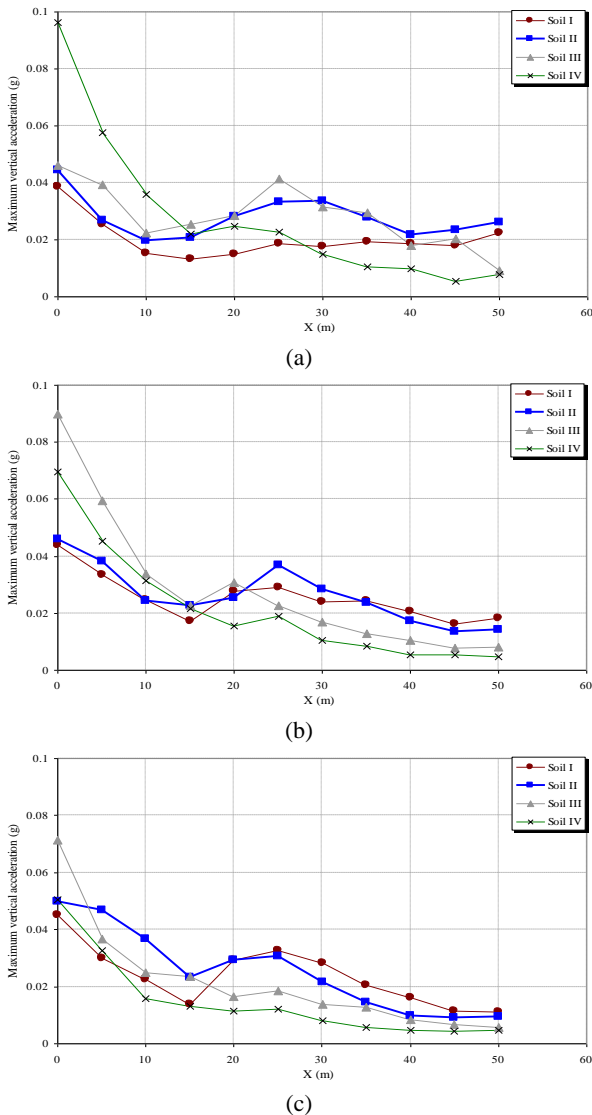 0.1
Soil I
Soil II
Soil III
Soil IV
0.08
0.06
0.04
0.02
0
Maximum vertical acceleration (g)
0 10 20 30 40 50 60
X (m)
(a)
0.1
Soil I
Soil II
Soil III
Soil IV
0.08
0.06
0.04
0.02
0
Maximum vertical acceleration (g)
0 10 20 30 40 50 60
X (m)
(b)
0.1
Soil I
Soil II
Soil III
Soil IV
0.08
0.06
0.04
0.02
0
Maximum vertical acceleration (g)
0 10 20 30 40 50 60
X (m)
(c)